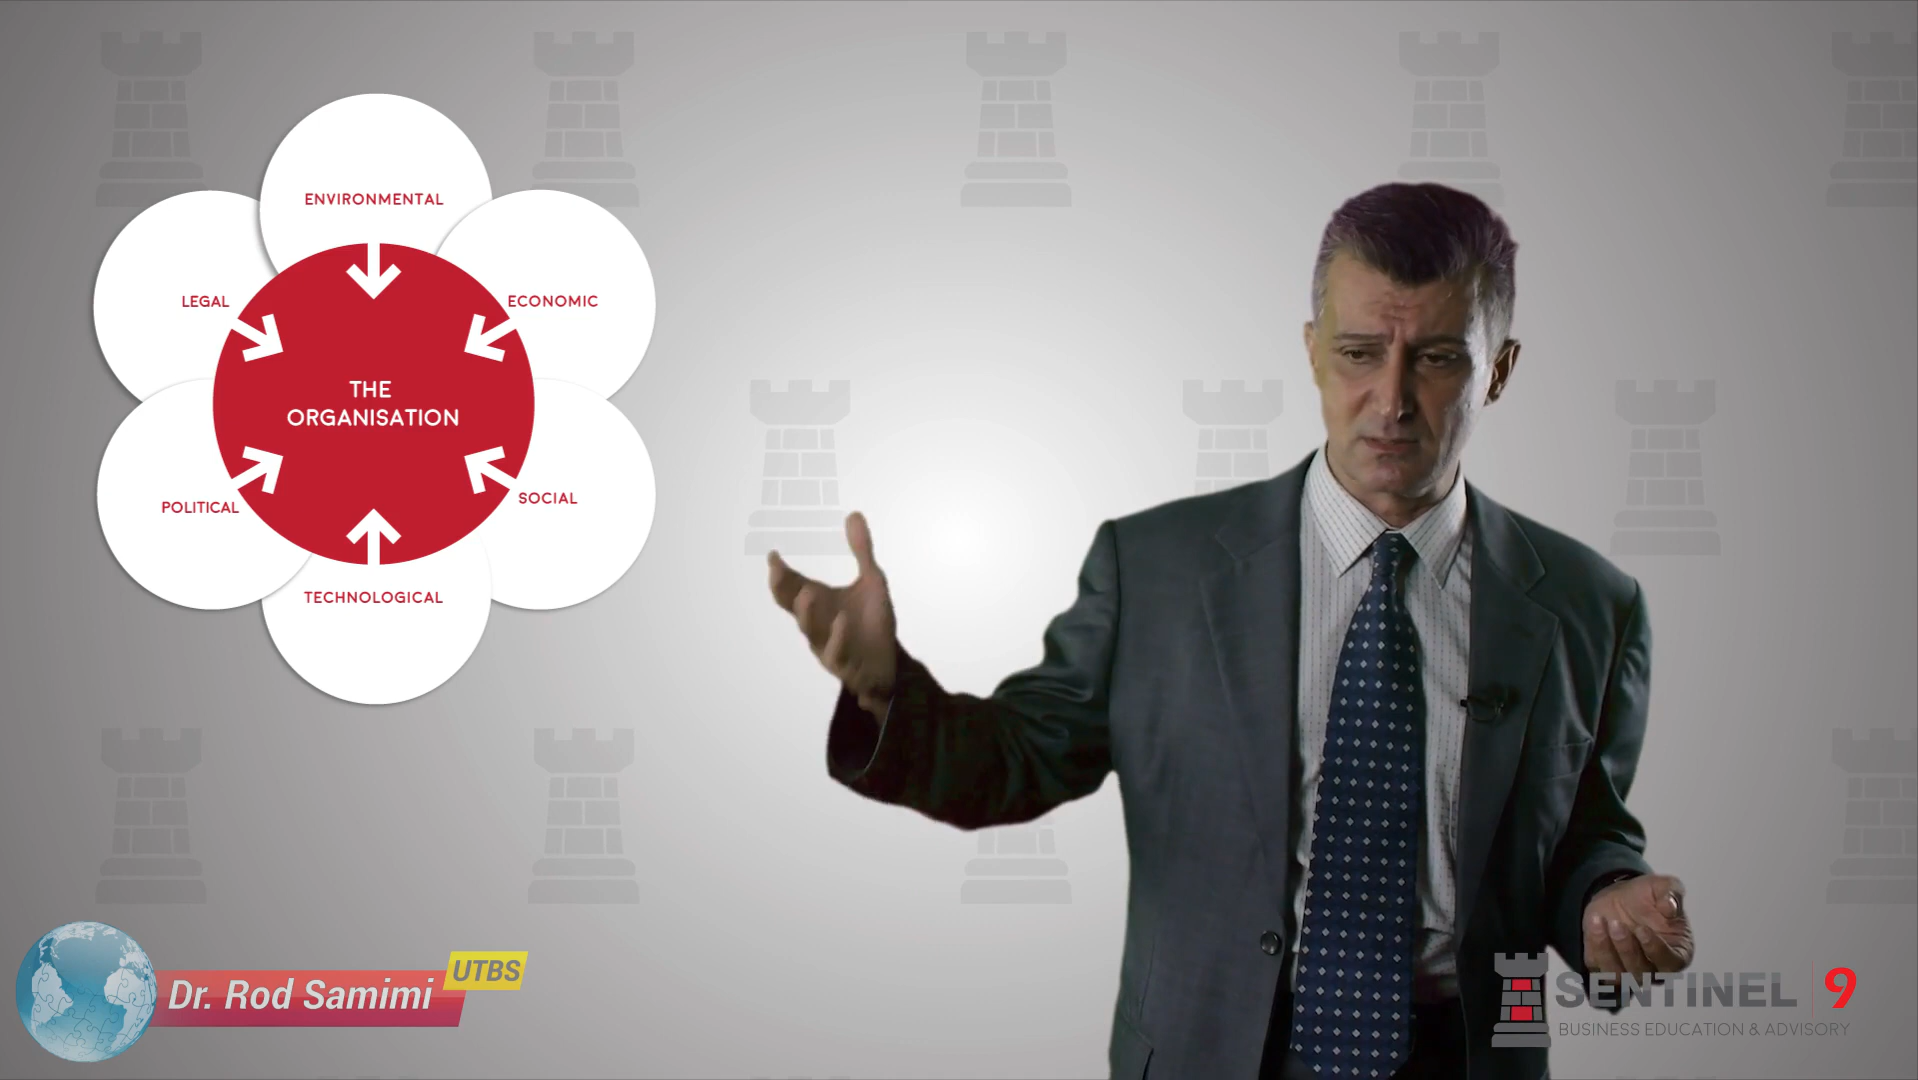 ENVIRONMENTAL
LEGAL
ECONOMIC
THE
ORGANISATION
POLITICAL
SOCIAL
TECHNOLOGICAL
UTBS
Dr. Rod Samimi
SENTINEL 9
BUSINESS EDUCATION & ADVISORY